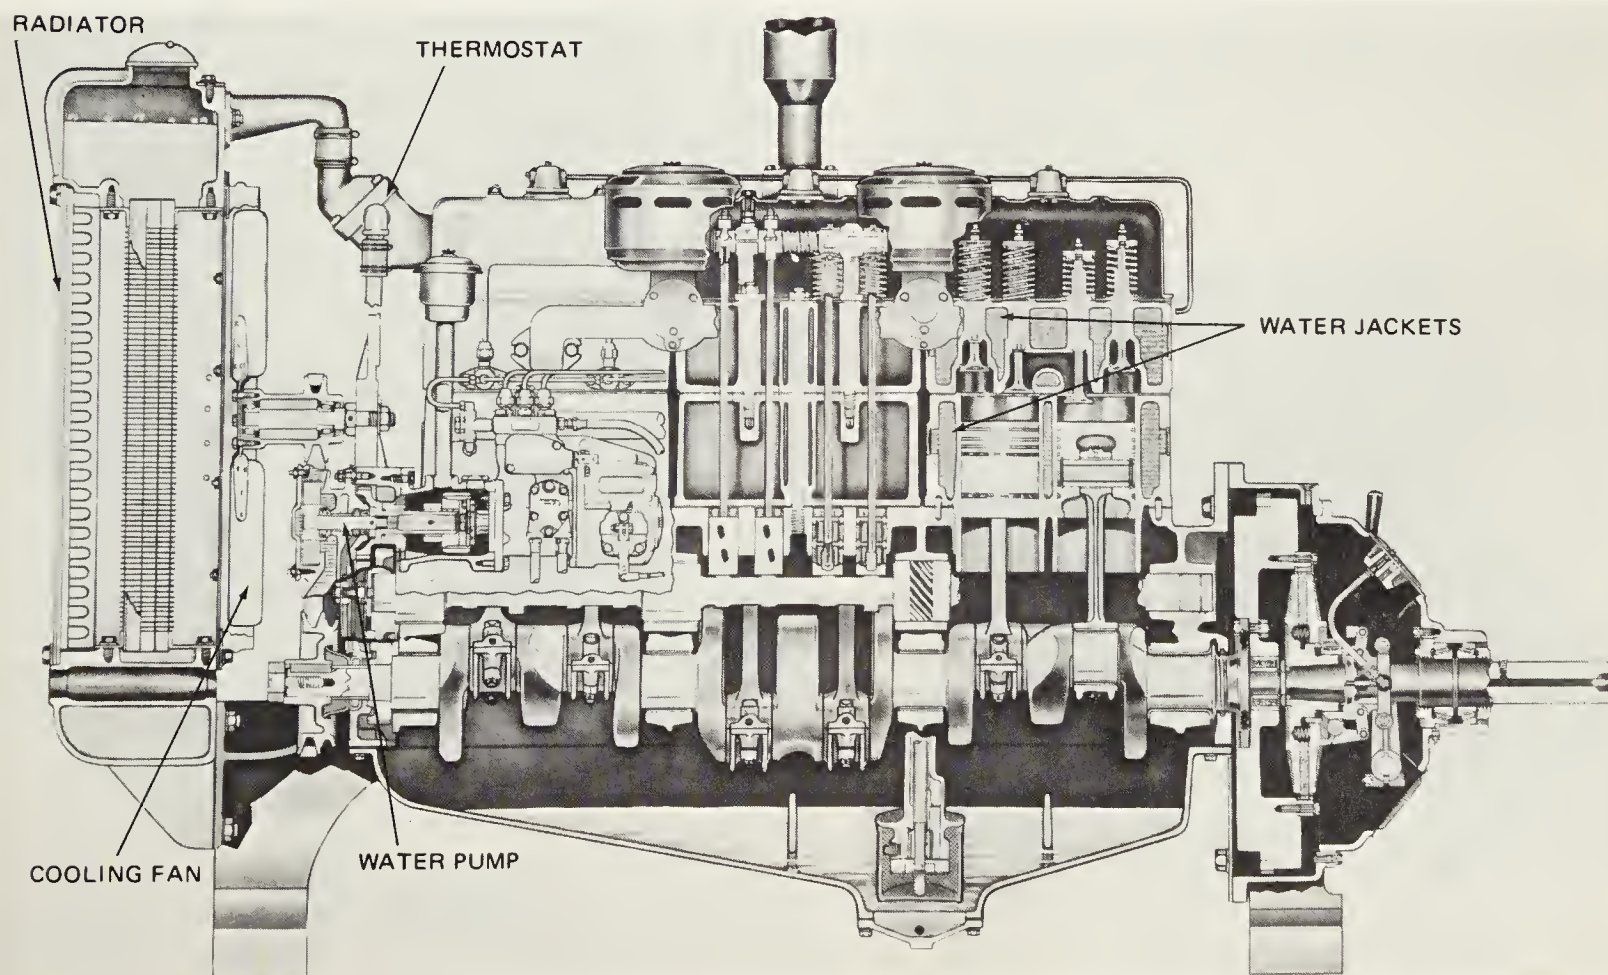 RADIATOR
THERMOSTAT
WATER JACKETS
WATER PUMP
COOLING FAN